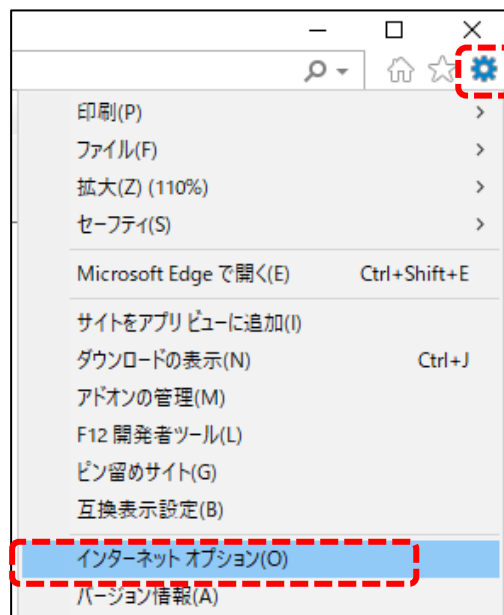 印刷(P)
ファイル(F)
拡大(Z) (110%)
セーフティ(S)
Microsoft Edge で開く(E) Ctrl+Shift+E
サイトをアプリ ビューに追加(I)
ダウンロードの表示(N) Ctrl+J
アドオンの管理(M)
F12 開発者ツール(L)
ピン留めサイト(G)
互換表示設定(B)
インターネット オプション(O)
バージョン情報(A)